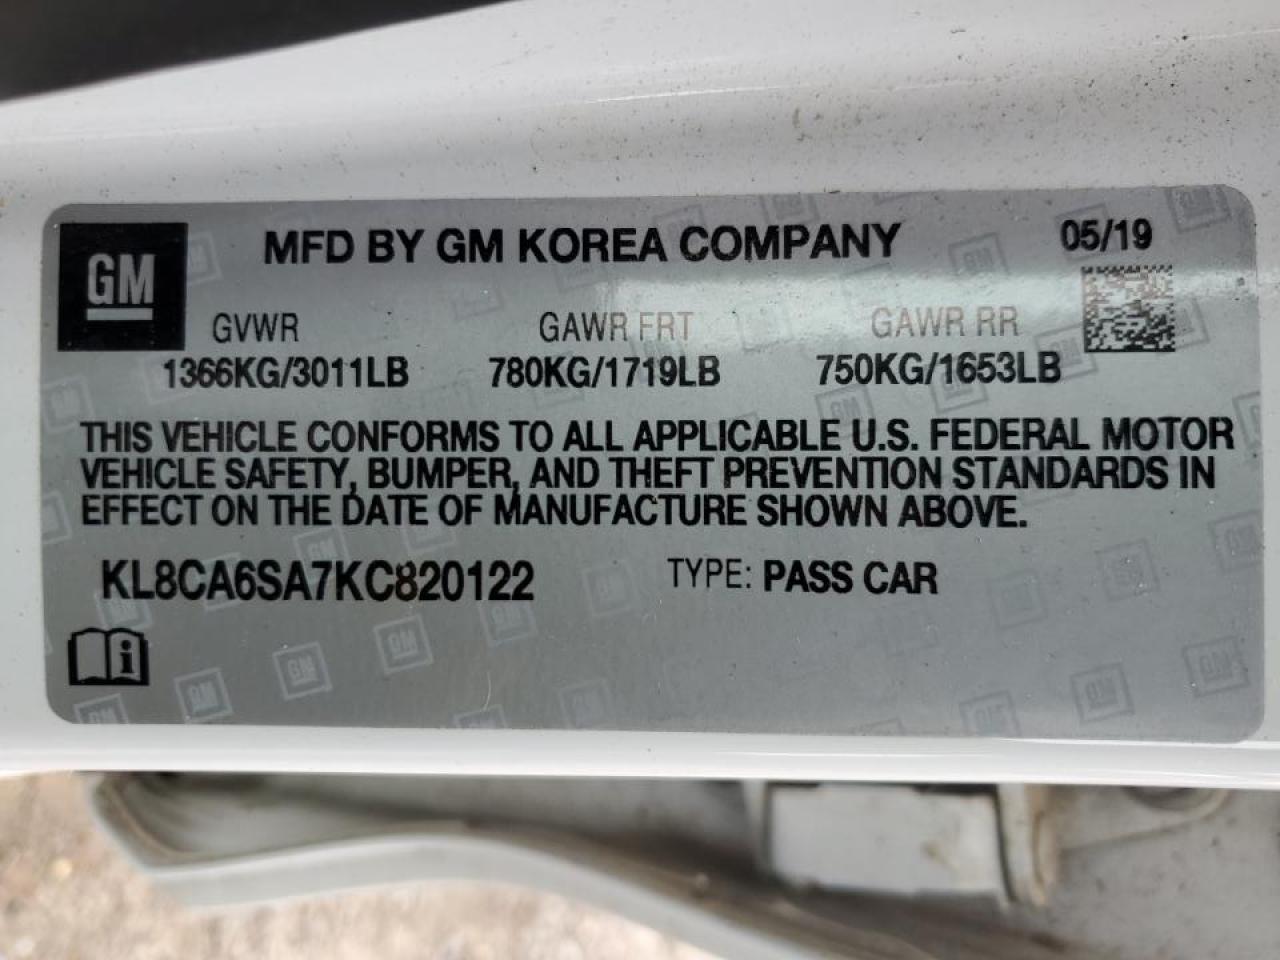 MFD BY GM KOREA COMPANY 05/19
GM
GVWR GAWR FRT GAWR RR
1366KG/3011LB 780KG/1719LB 750KG/1653LB
THIS VEHICLE CONFORMS TO ALL APPLICABLE U.S. FEDERAL MOTOR
VEHICLE SAFETY, BUMPER, AND THEFT PREVENTION STANDARDS IN
EFFECT ON THE DATE OF MANUFACTURE SHOWN ABOVE.
KL8CA6SA7KC820122 TYPE: PASS CAR